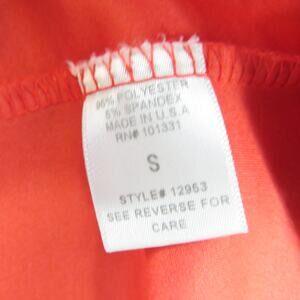 95% POLYESTER
5% SPANDEX
MADE IN U.S.A
RN# 101331
S
STYLE# 12953
SEE REVERSE FOR
CARE